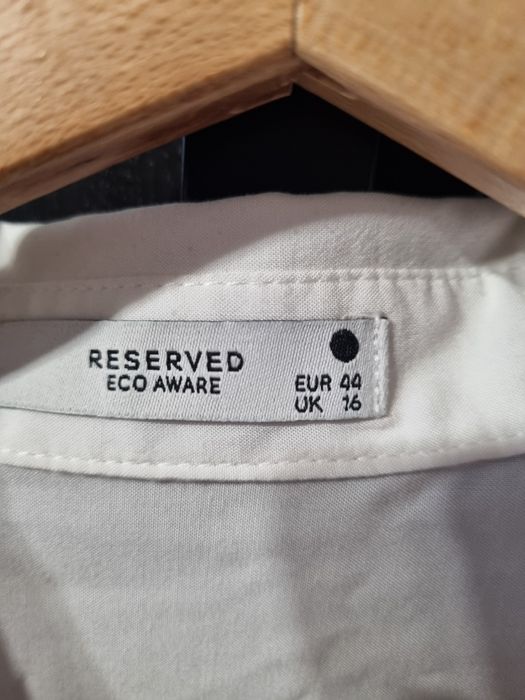 RESERVED
ECO AWARE
EUR 44
UK 16